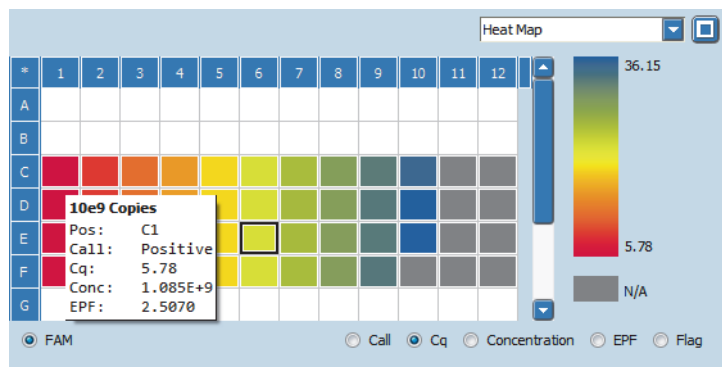 Heat Map
36.15
* 1 2 3 4 5 6 7 8 9 10 11 12
A
B
C
D
10e9 Copies
Pos: C1
E
Call: Positive
5.78
Cq: 5.78
F
Conc: 1.085E+9
N/A
G
EPF: 2.5070
FAM Call Cq Concentration EPF Flag